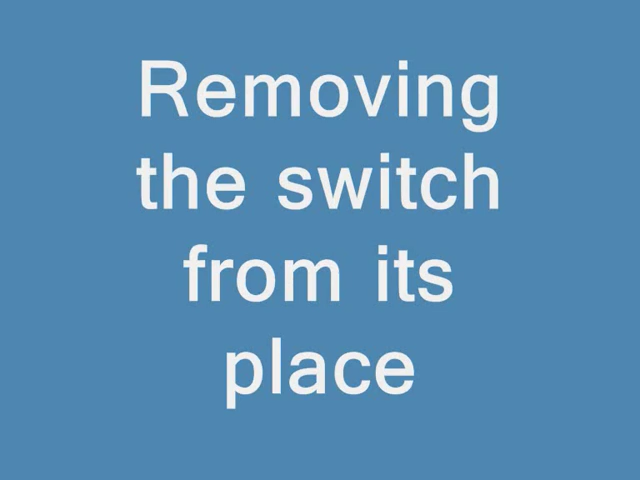 Removing
the switch
from its
place